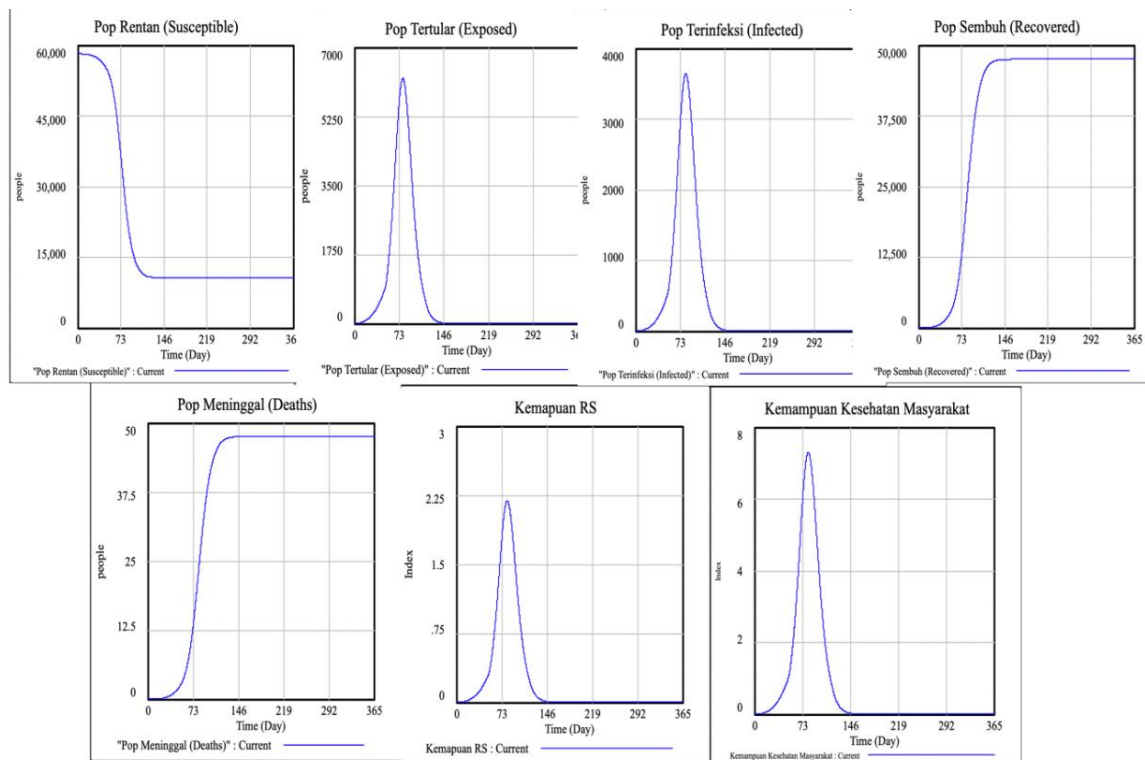 Pop Rentan (Susceptible)
60,000
45,000
30,000
15,000
0
people
0 73 146 219 292 36
Time (Day)
"Pop Rentan (Susceptible)" : Current
Pop Tertular (Exposed)
7000
5250
3500
1750
0
people
0 73 146 219 292 36
Time (Day)
"Pop Tertular (Exposed)" : Current
Pop Terinfeksi (Infected)
4000
3000
2000
1000
0
people
0 73 146 219 292 365
Time (Day)
"Pop Terinfeksi (Infected)" : Current
Pop Sembuh (Recovered)
50,000
37,500
25,000
12,500
0
people
0 73 146 219 292 365
Time (Day)
"Pop Sembuh (Recovered)" : Current
Pop Meninggal (Deaths)
50
37.5
25
12.5
0
people
0 73 146 219 292 365
Time (Day)
"Pop Meninggal (Deaths)" : Current
Kemapuan RS
3
2.25
1.5
.75
0
Index
0 73 146 219 292 365
Time (Day)
Kemapuan RS : Current
Kemampuan Kesehatan Masyarakat
8
6
4
2
0
Index
0 73 146 219 292 365
Time (Day)
Kemampuan Kesehatan Masyarakat : Current